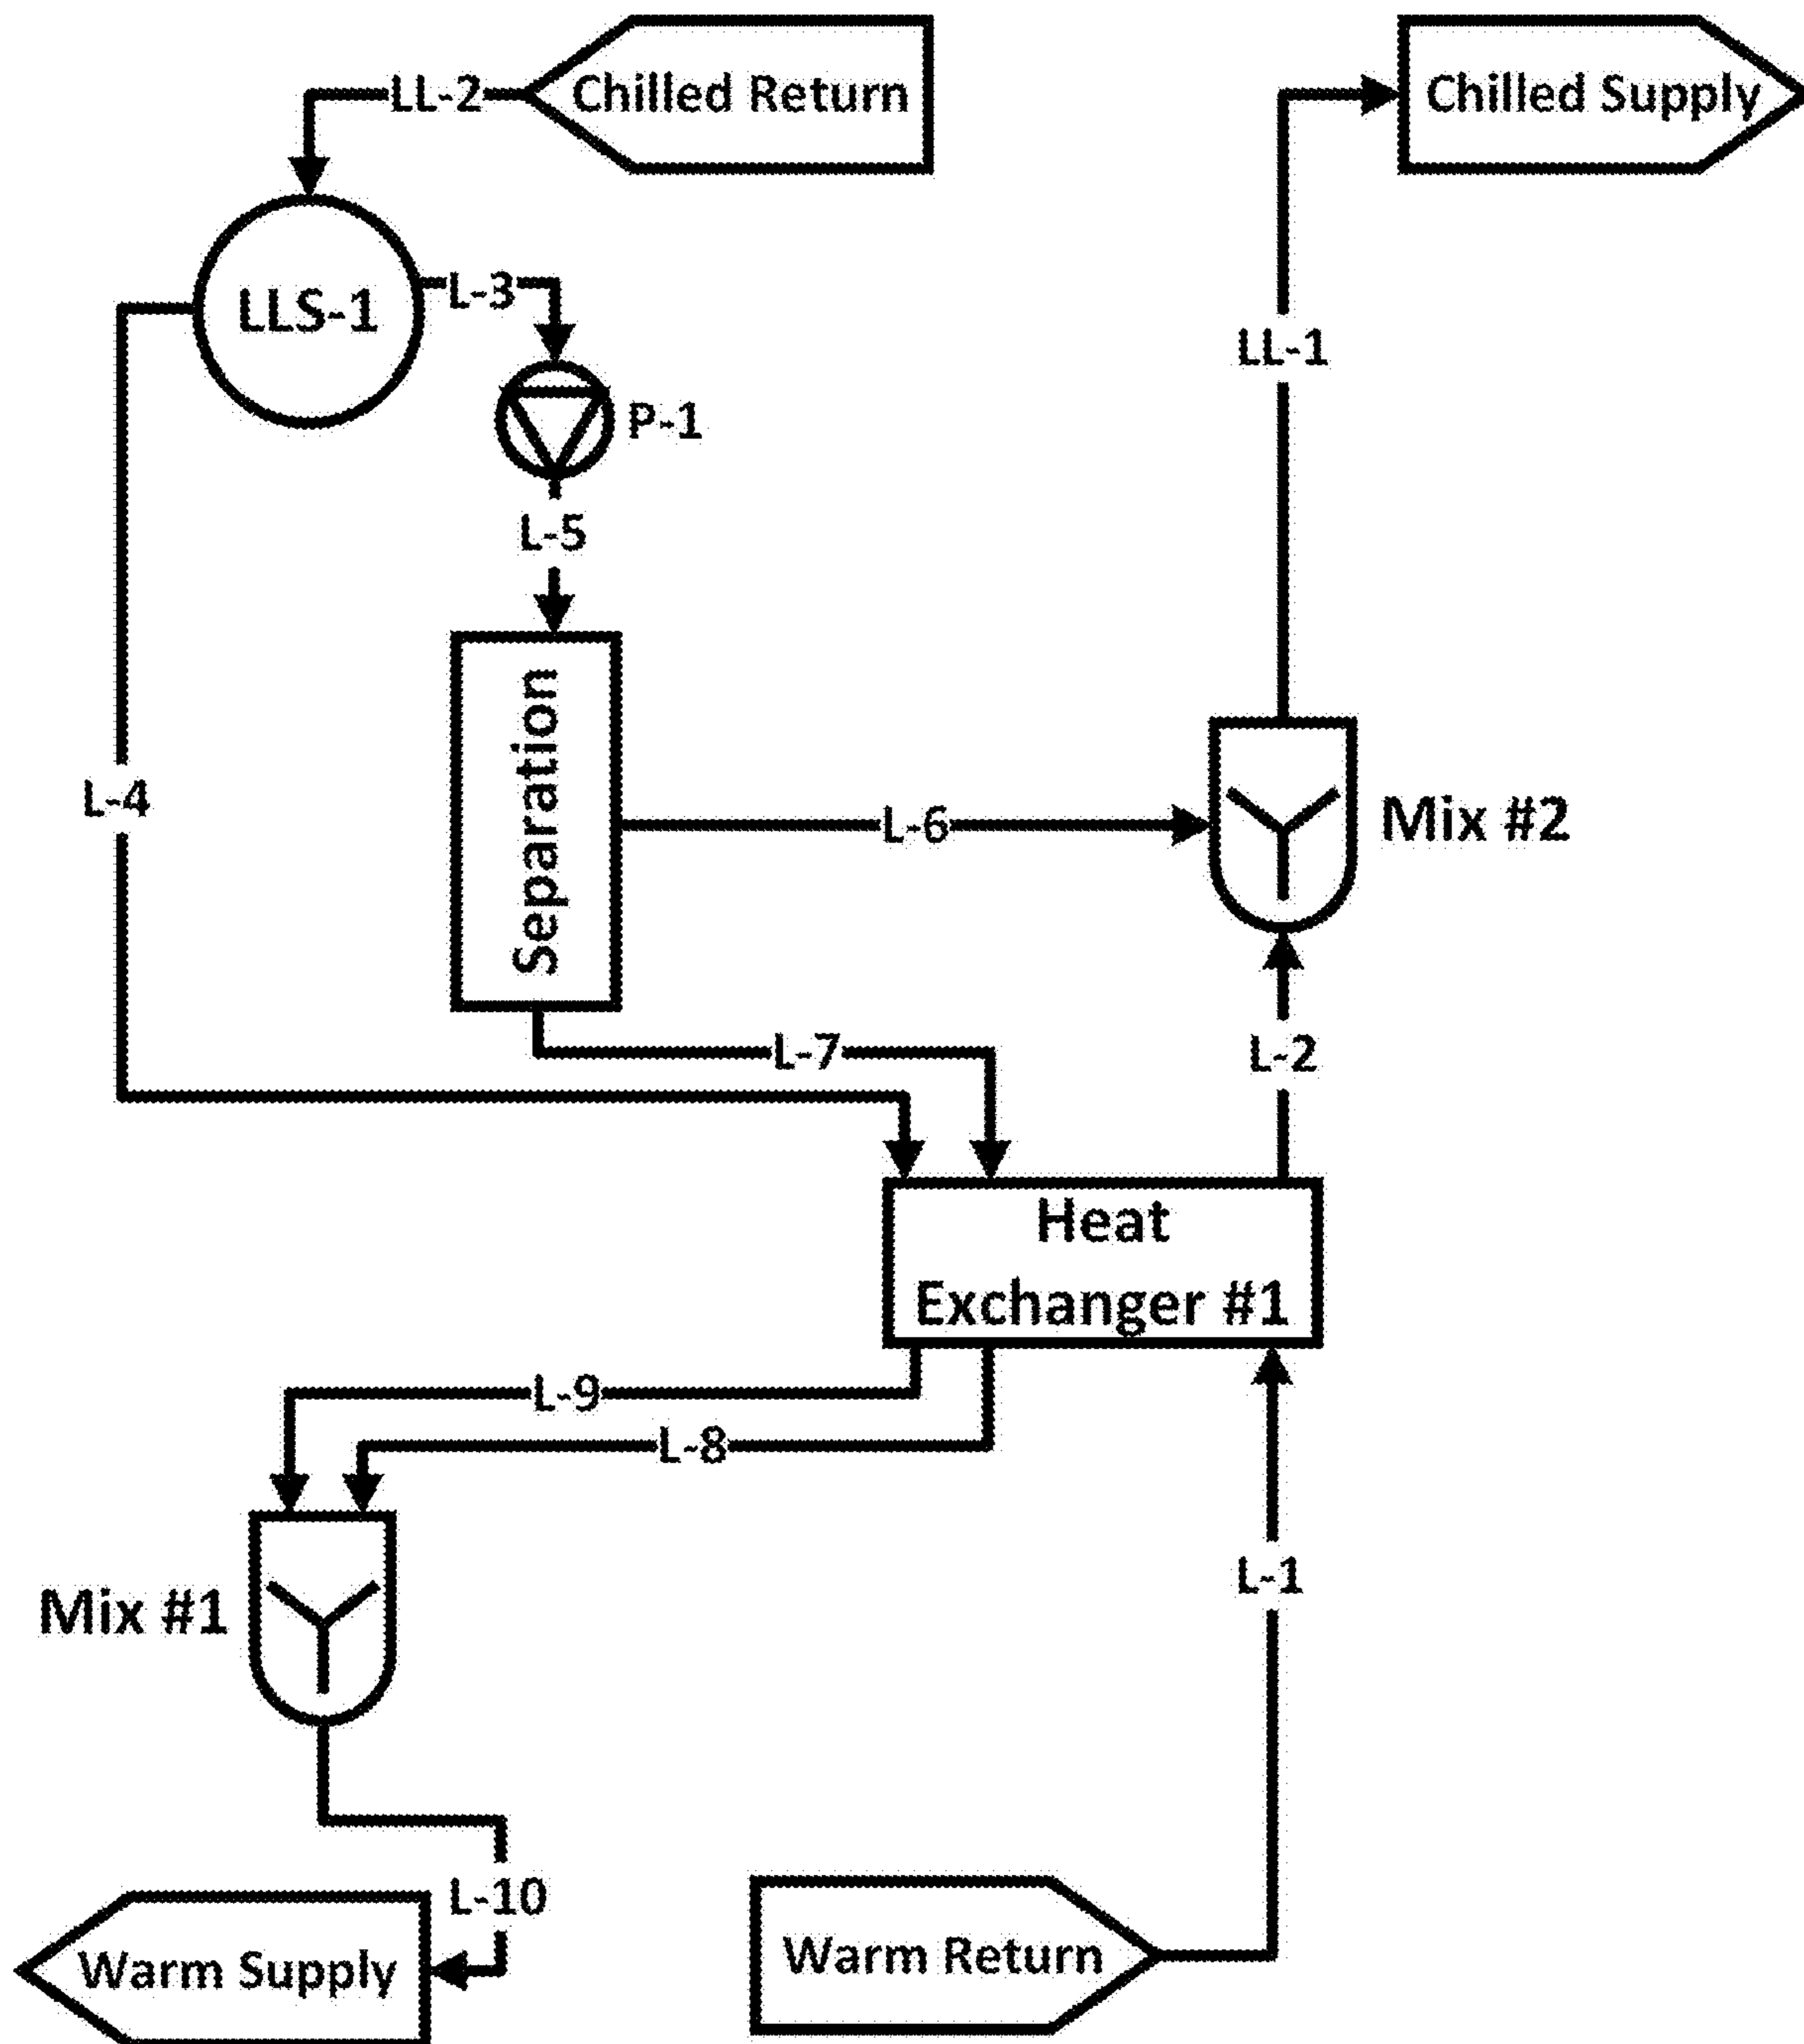 Chilled Return
Chilled Supply
LL-2
LLS-1
L-3
LL-1
P-1
L-5
L-4
Separation
L-6
Mix #2
L-7
L-2
Heat
Exchanger #1
L-9
L-8
L-1
Mix #1
L-10
Warm Supply
Warm Return